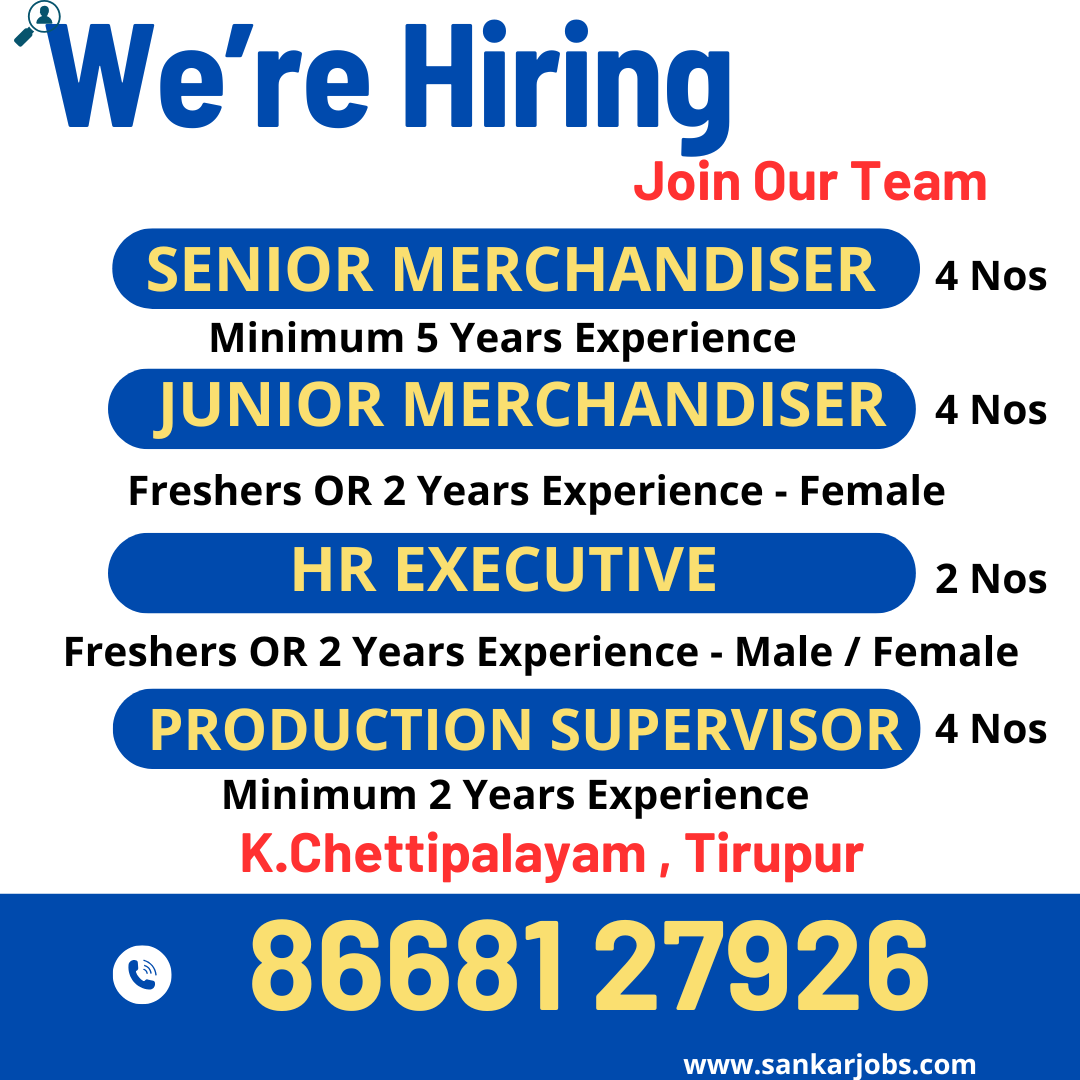 We're Hiring
Join Our Team
SENIOR MERCHANDISER 4 Nos
Minimum 5 Years Experience
JUNIOR MERCHANDISER 4 Nos
Freshers OR 2 Years Experience - Female
HR EXECUTIVE 2 Nos
Freshers OR 2 Years Experience - Male / Female
PRODUCTION SUPERVISOR 4 Nos
Minimum 2 Years Experience
K.Chettipalayam , Tirupur
86681 27926
www.sankarjobs.com